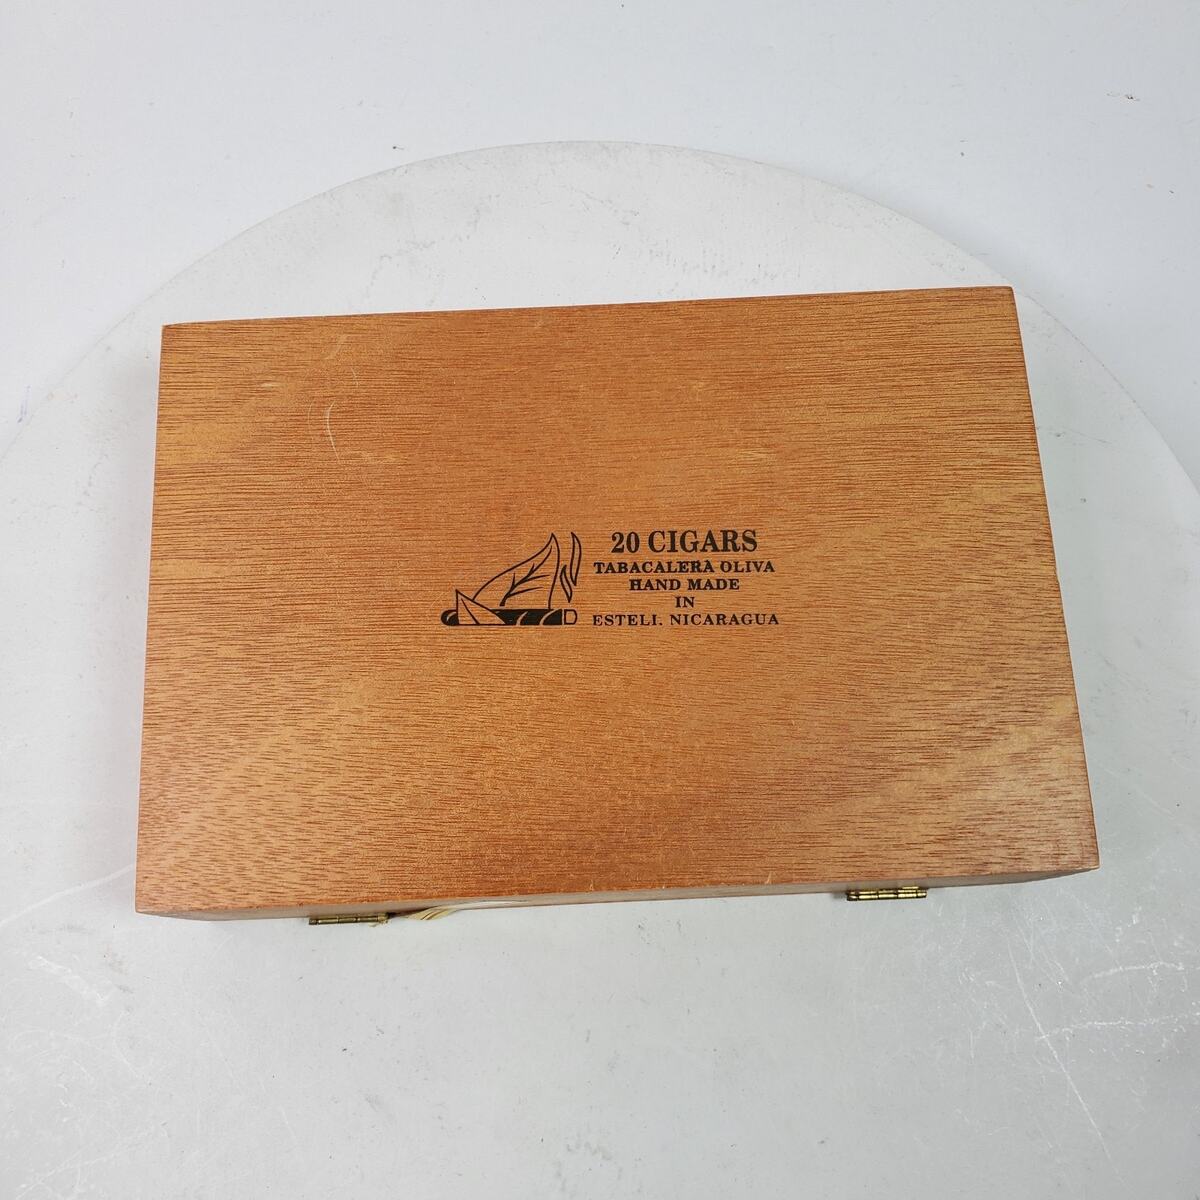 20 CIGARS
TABACALERA OLIVA
HAND MADE
IN
ESTELI. NICARAGUA